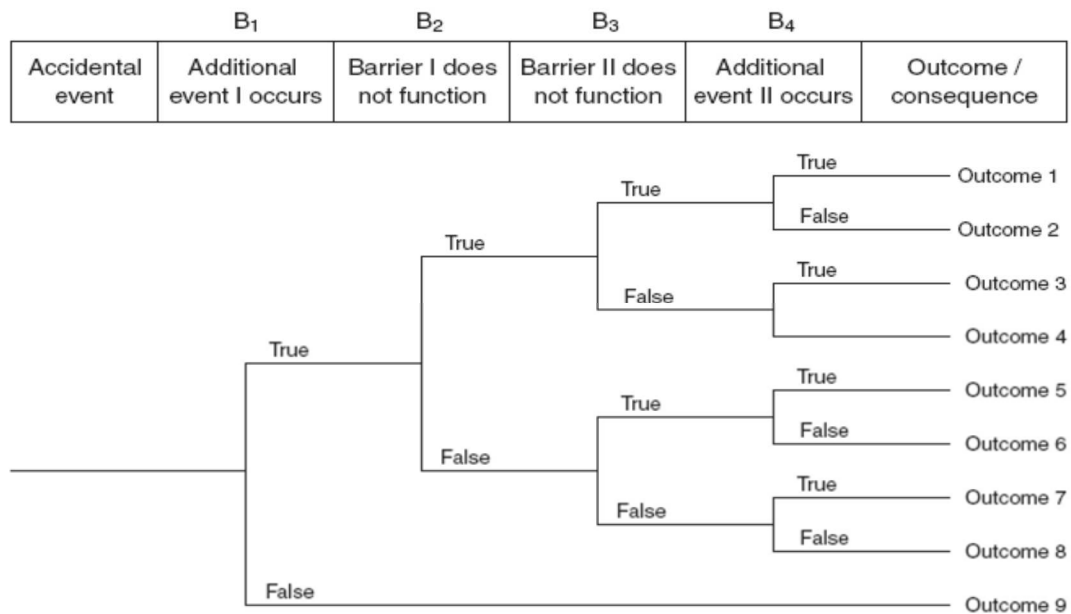 B₁ B₂ B₃ B₄
Accidental event
Additional event I occurs
Barrier I does not function
Barrier II does not function
Additional event II occurs
Outcome / consequence
True
Outcome 1
True
False
Outcome 2
True
True
Outcome 3
False
Outcome 4
True
True
Outcome 5
True
False
Outcome 6
False
True
Outcome 7
False
False
Outcome 8
False
Outcome 9